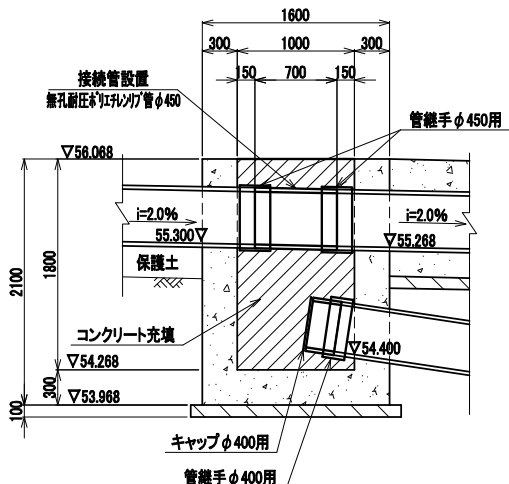 1600
300
1000
300
150
700
150
接続管設置
無孔耐圧ポリエチレンリブ管φ450
管継手φ450用
▽56.068
i=2.0%
i=2.0%
55.300▽
▽55.268
保護土
2100
1800
コンクリート充填
▽54.400
▽54.268
300
▽53.968
100
キャップφ400用
管継手φ400用